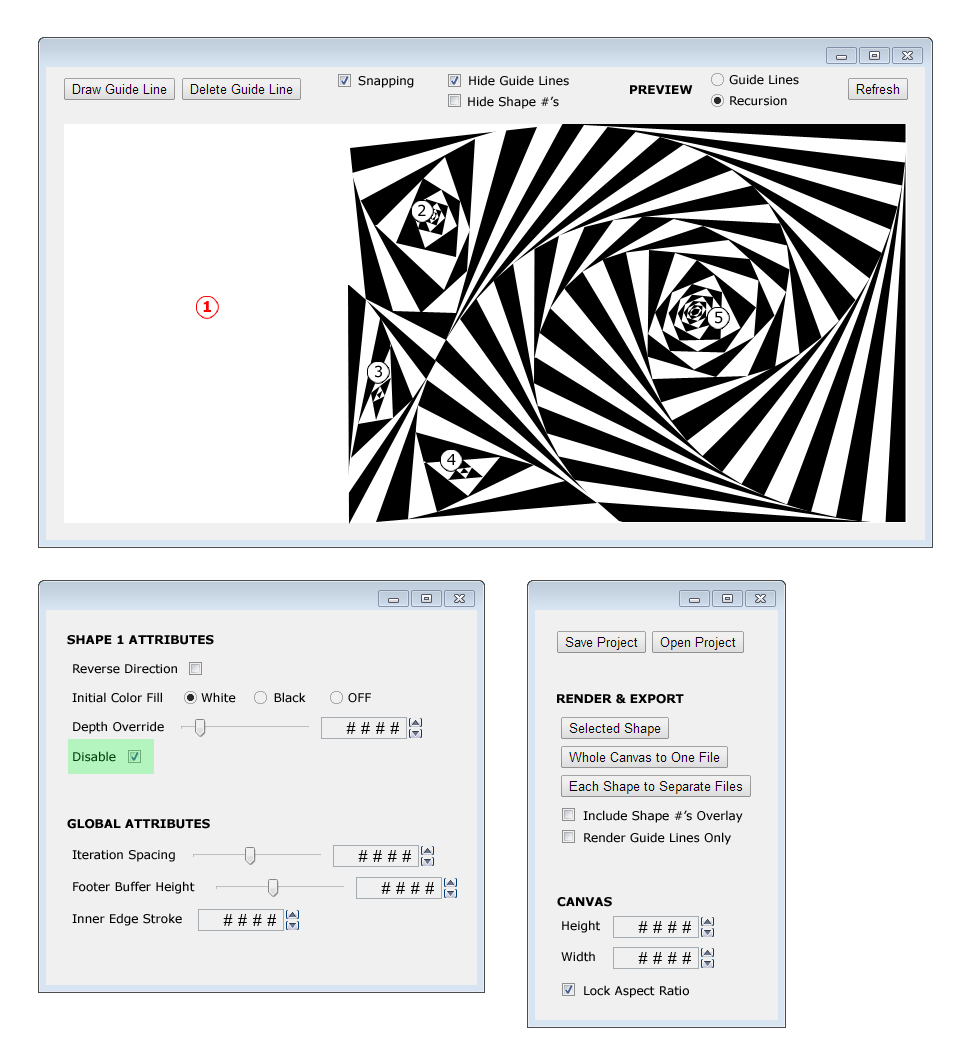 Draw Guide Line Delete Guide Line Snapping Hide Guide Lines PREVIEW Guide Lines Refresh
Hide Shape #'s Recursion
2
1
5
3
4
SHAPE 1 ATTRIBUTES
Reverse Direction
Initial Color Fill White Black OFF
Depth Override # # # #
Disable
GLOBAL ATTRIBUTES
Iteration Spacing # # # #
Footer Buffer Height # # # #
Inner Edge Stroke # # # #
Save Project Open Project
RENDER & EXPORT
Selected Shape
Whole Canvas to One File
Each Shape to Separate Files
Include Shape #'s Overlay
Render Guide Lines Only
CANVAS
Height # # # #
Width # # # #
Lock Aspect Ratio